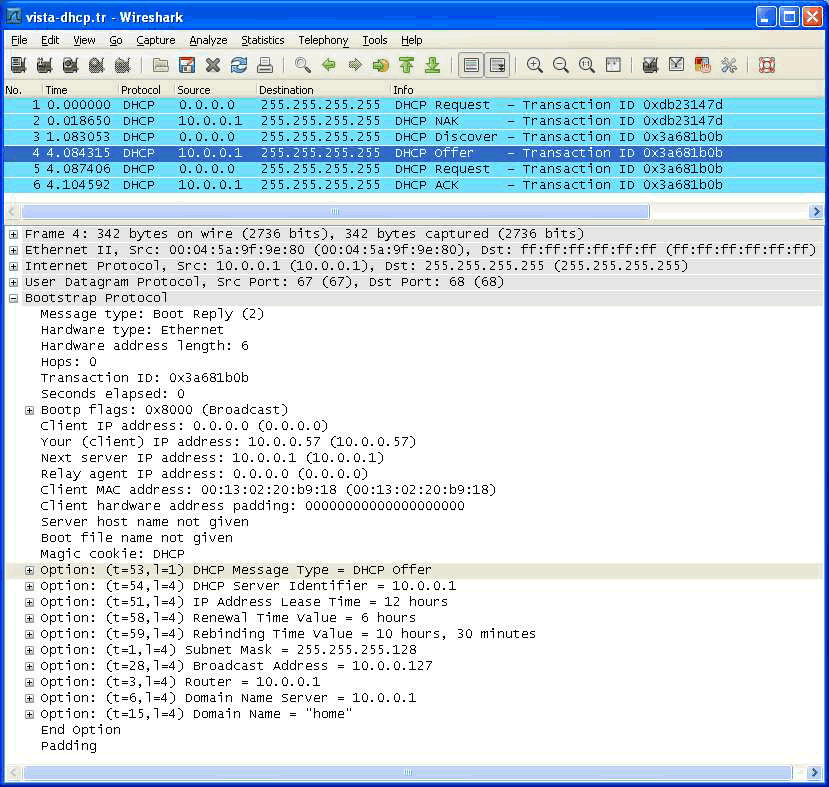 vista-dhcp.tr - Wireshark
File Edit View Go Capture Analyze Statistics Telephony Tools Help
No. Time Protocol Source Destination Info
1 0.000000 DHCP 0.0.0.0 255.255.255.255 DHCP Request - Transaction ID 0xdb23147d
2 0.018650 DHCP 10.0.0.1 255.255.255.255 DHCP NAK - Transaction ID 0xdb23147d
3 1.083053 DHCP 0.0.0.0 255.255.255.255 DHCP Discover - Transaction ID 0x3a681b0b
4 4.084315 DHCP 10.0.0.1 255.255.255.255 DHCP Offer - Transaction ID 0x3a681b0b
5 4.087406 DHCP 0.0.0.0 255.255.255.255 DHCP Request - Transaction ID 0x3a681b0b
6 4.104592 DHCP 10.0.0.1 255.255.255.255 DHCP ACK - Transaction ID 0x3a681b0b
Frame 4: 342 bytes on wire (2736 bits), 342 bytes captured (2736 bits)
Ethernet II, Src: 00:04:5a:9f:9e:80 (00:04:5a:9f:9e:80), Dst: ff:ff:ff:ff:ff:ff (ff:ff:ff:ff:ff:ff)
Internet Protocol, Src: 10.0.0.1 (10.0.0.1), Dst: 255.255.255.255 (255.255.255.255)
User Datagram Protocol, Src Port: 67 (67), Dst Port: 68 (68)
Bootstrap Protocol
Message type: Boot Reply (2)
Hardware type: Ethernet
Hardware address length: 6
Hops: 0
Transaction ID: 0x3a681b0b
Seconds elapsed: 0
Bootp flags: 0x8000 (Broadcast)
Client IP address: 0.0.0.0 (0.0.0.0)
Your (client) IP address: 10.0.0.57 (10.0.0.57)
Next server IP address: 10.0.0.1 (10.0.0.1)
Relay agent IP address: 0.0.0.0 (0.0.0.0)
Client MAC address: 00:13:02:20:b9:18 (00:13:02:20:b9:18)
Client hardware address padding: 00000000000000000000
Server host name not given
Boot file name not given
Magic cookie: DHCP
Option: (t=53,l=1) DHCP Message Type = DHCP Offer
Option: (t=54,l=4) DHCP Server Identifier = 10.0.0.1
Option: (t=51,l=4) IP Address Lease Time = 12 hours
Option: (t=58,l=4) Renewal Time Value = 6 hours
Option: (t=59,l=4) Rebinding Time Value = 10 hours, 30 minutes
Option: (t=1,l=4) Subnet Mask = 255.255.255.128
Option: (t=28,l=4) Broadcast Address = 10.0.0.127
Option: (t=3,l=4) Router = 10.0.0.1
Option: (t=6,l=4) Domain Name Server = 10.0.0.1
Option: (t=15,l=4) Domain Name = "home"
End Option
Padding